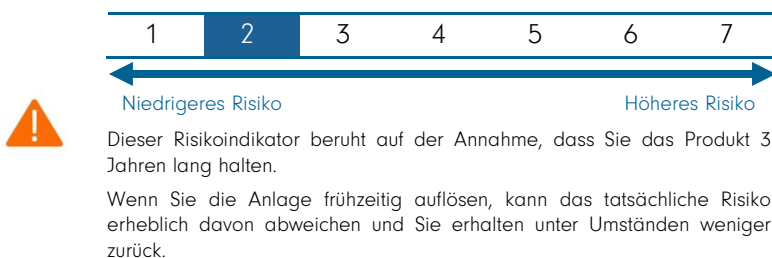 1 2 3 4 5 6 7
Niedrigeres Risiko Höheres Risiko
Dieser Risikoindikator beruht auf der Annahme, dass Sie das Produkt 3
Jahren lang halten.
Wenn Sie die Anlage frühzeitig auflösen, kann das tatsächliche Risiko
erheblich davon abweichen und Sie erhalten unter Umständen weniger
zurück.